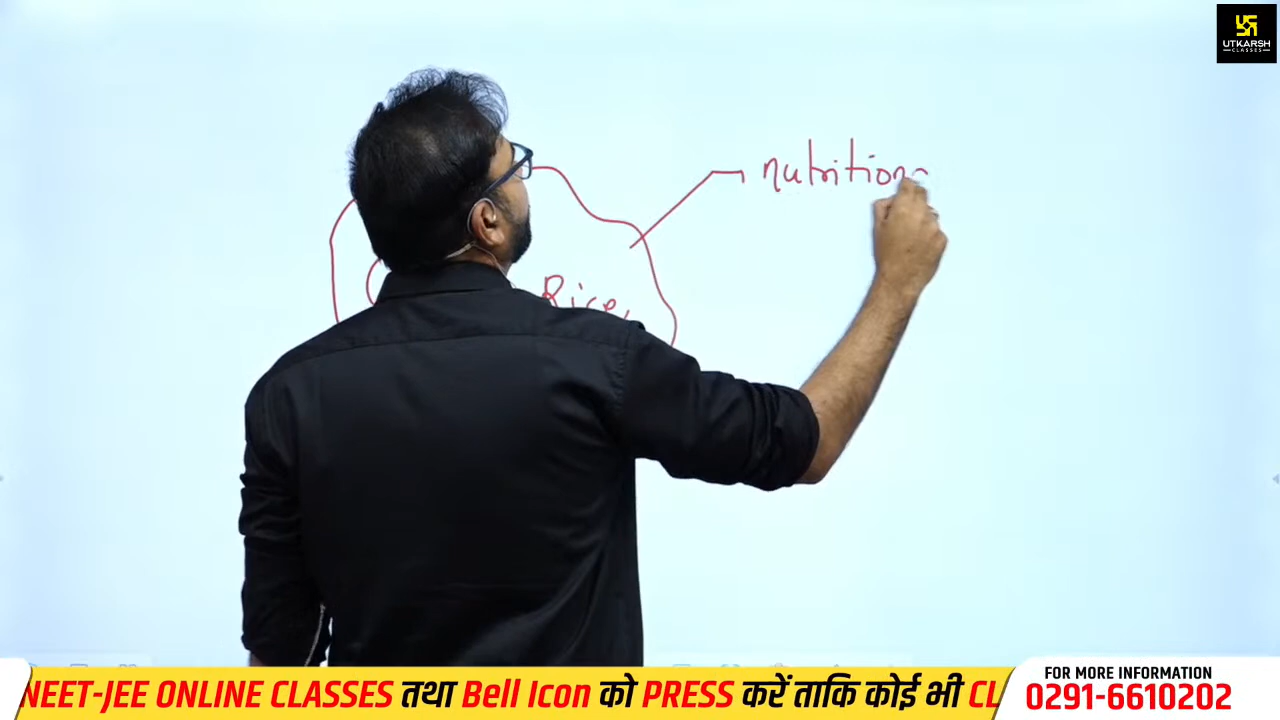 UTKARSH
CLASSES
nutrition
Rice,
NEET-JEE ONLINE CLASSES तथा Bell Icon को PRESS करें ताकि कोई भी CL
FOR MORE INFORMATION
0291-6610202